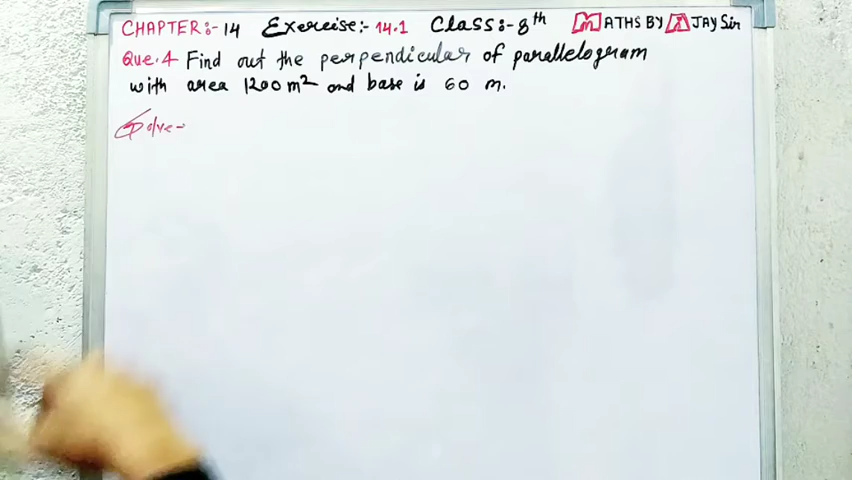 CHAPTER:- 14 Exercise:- 14.1 Class:- 8th MATHS BY AJAY Sir
Que. 4 Find out the perpendicular of parallelogram
with area 1200 m² and base is 60 m.
Solve-